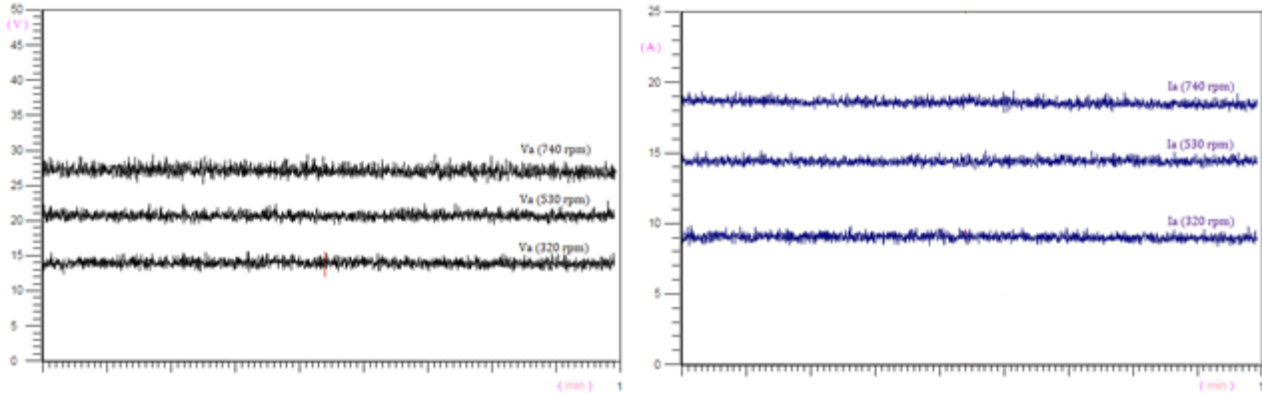 50
(V)
45
40
35
30
25
20
15
10
5
0
Va (740 rpm)
Va (530 rpm)
Va (320 rpm)
(min)
1
25
(A)
20
15
10
5
0
Ia (740 rpm)
Ia (530 rpm)
Ia (320 rpm)
(min)
1